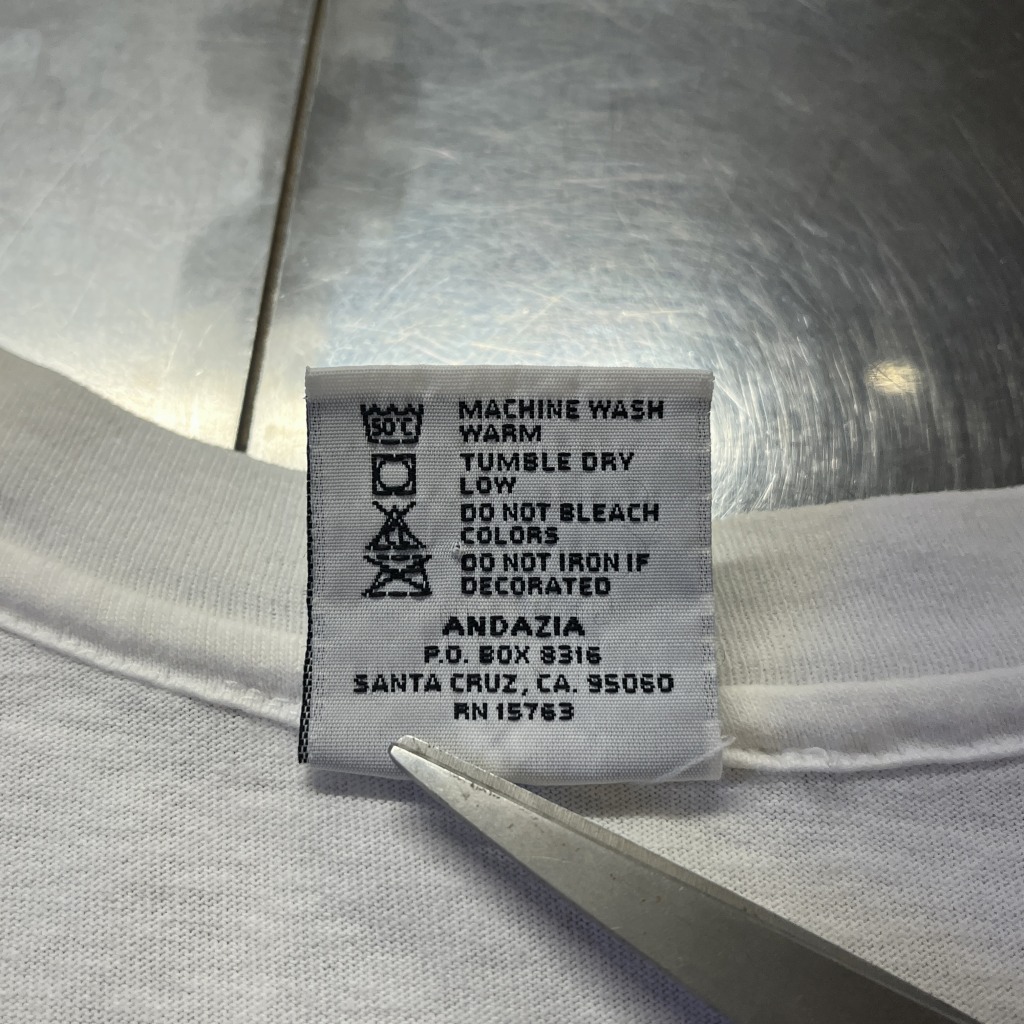 50°C
MACHINE WASH
WARM
TUMBLE DRY
LOW
DO NOT BLEACH
COLORS
DO NOT IRON IF
DECORATED
ANDAZIA
P.O. BOX 8316
SANTA CRUZ, CA. 95060
RN 15763